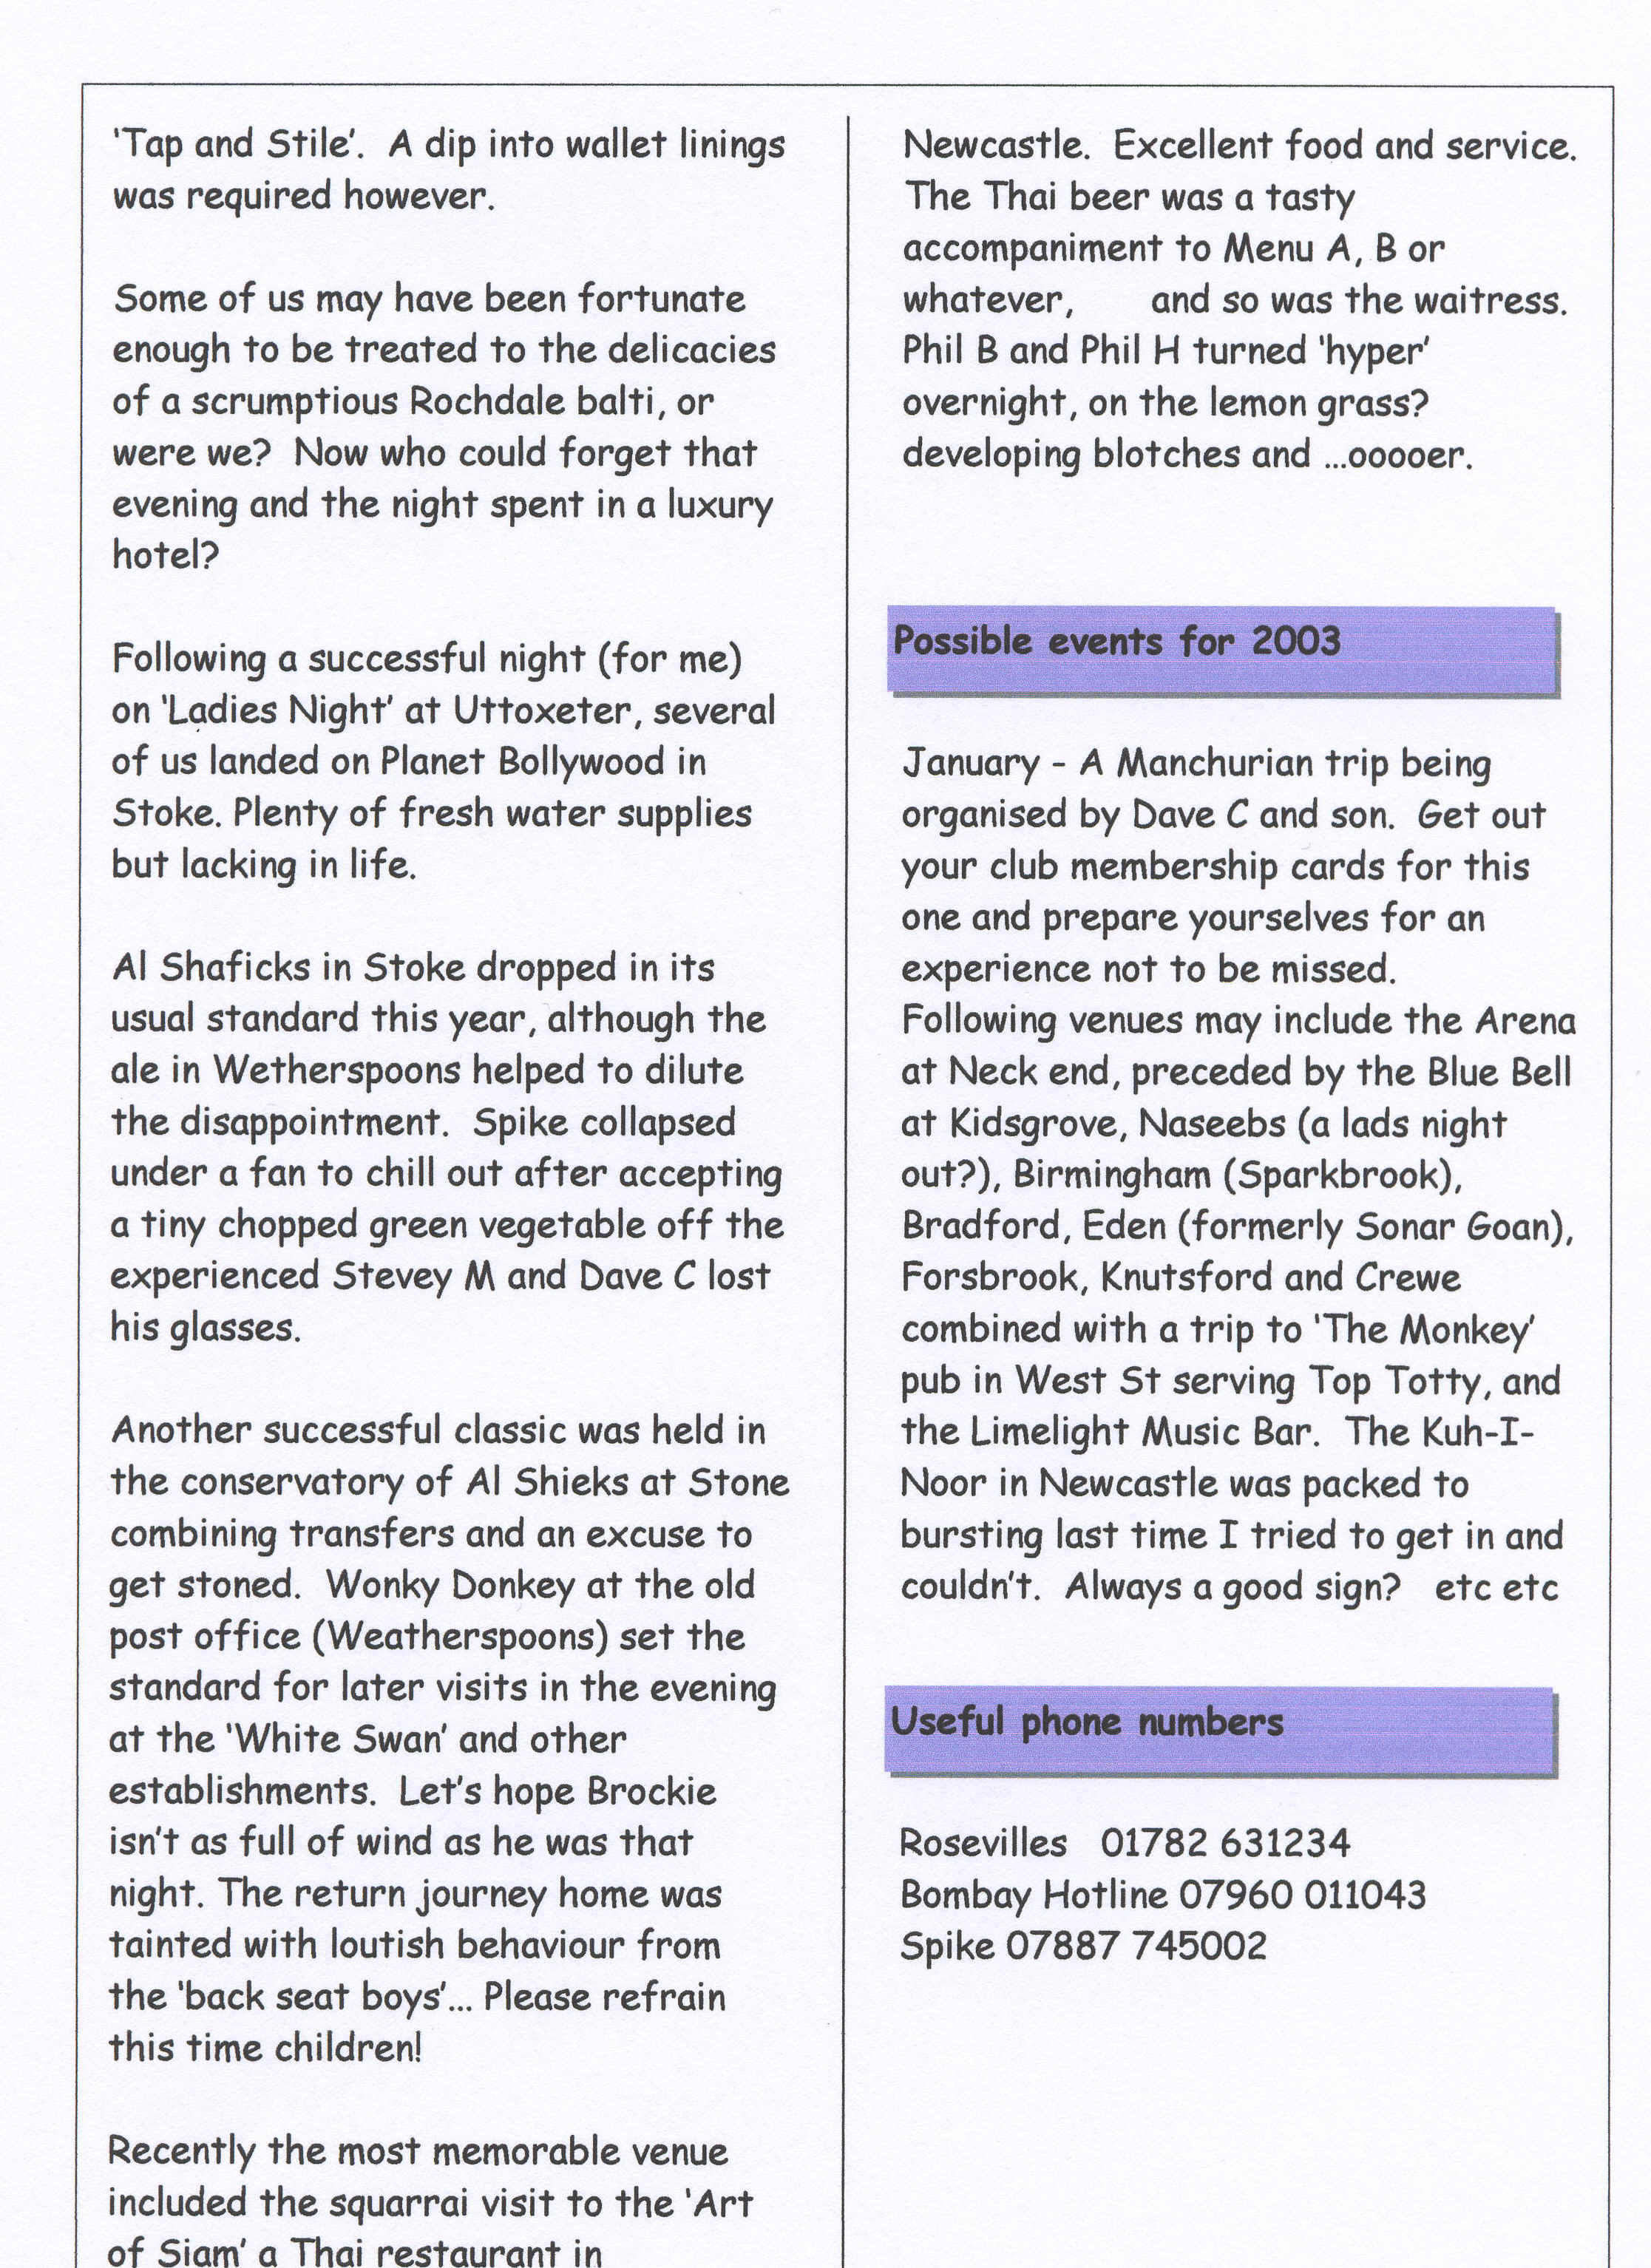 'Tap and Stile'.  A dip into wallet linings
was required however.
Some of us may have been fortunate
enough to be treated to the delicacies
of a scrumptious Rochdale balti, or
were we?  Now who could forget that
evening and the night spent in a luxury
hotel?
Following a successful night (for me)
on 'Ladies Night' at Uttoxeter, several
of us landed on Planet Bollywood in
Stoke. Plenty of fresh water supplies
but lacking in life.
Al Shaficks in Stoke dropped in its
usual standard this year, although the
ale in Wetherspoons helped to dilute
the disappointment.  Spike collapsed
under a fan to chill out after accepting
a tiny chopped green vegetable off the
experienced Stevey M and Dave C lost
his glasses.
Another successful classic was held in
the conservatory of Al Shieks at Stone
combining transfers and an excuse to
get stoned.  Wonky Donkey at the old
post office (Weatherspoons) set the
standard for later visits in the evening
at the 'White Swan' and other
establishments.  Let's hope Brockie
isn't as full of wind as he was that
night. The return journey home was
tainted with loutish behaviour from
the 'back seat boys'... Please refrain
this time children!
Recently the most memorable venue
included the squarrai visit to the 'Art
of Siam' a Thai restaurant in
Newcastle.  Excellent food and service.
The Thai beer was a tasty
accompaniment to Menu A, B or
whatever,      and so was the waitress.
Phil B and Phil H turned 'hyper'
overnight, on the lemon grass?
developing blotches and ...ooooer.
Possible events for 2003
January - A Manchurian trip being
organised by Dave C and son.  Get out
your club membership cards for this
one and prepare yourselves for an
experience not to be missed.
Following venues may include the Arena
at Neck end, preceded by the Blue Bell
at Kidsgrove, Naseebs (a lads night
out?), Birmingham (Sparkbrook),
Bradford, Eden (formerly Sonar Goan),
Forsbrook, Knutsford and Crewe
combined with a trip to 'The Monkey'
pub in West St serving Top Totty, and
the Limelight Music Bar.  The Kuh-I-
Noor in Newcastle was packed to
bursting last time I tried to get in and
couldn't.  Always a good sign?   etc etc
Useful phone numbers
Rosevilles   01782 631234
Bombay Hotline 07960 011043
Spike 07887 745002